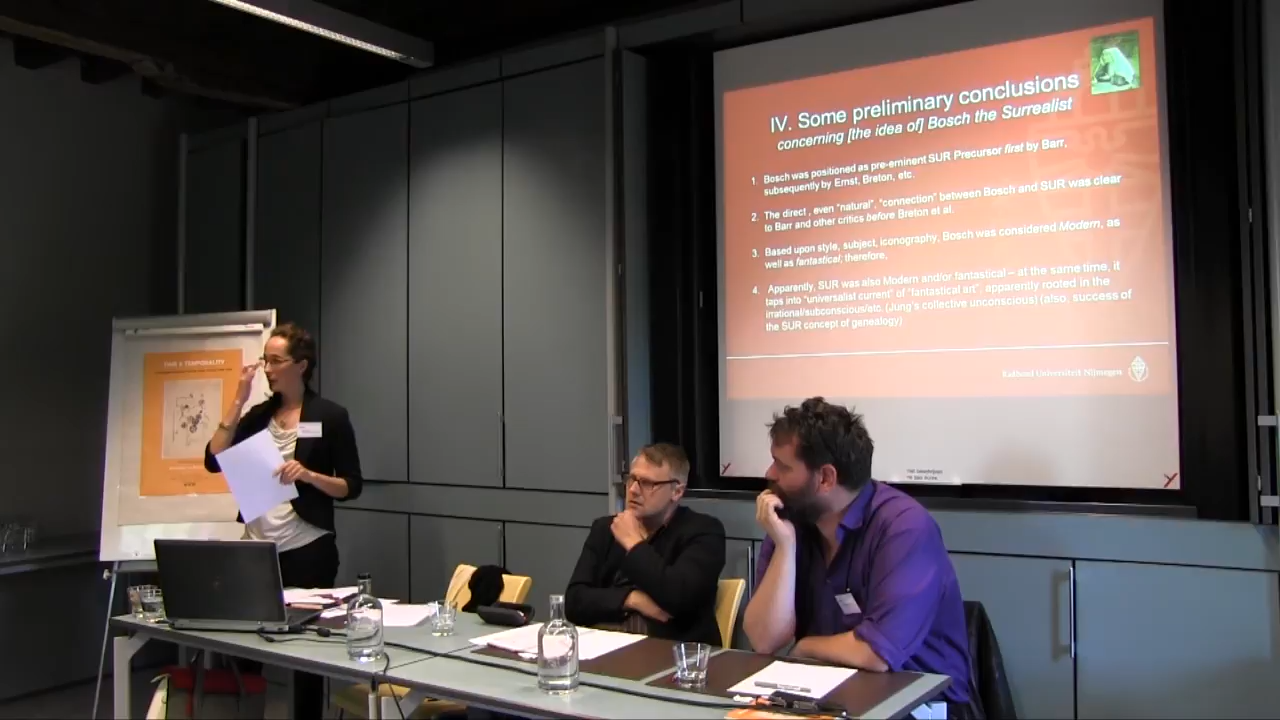 TIME & TEMPORALITY
IV. Some preliminary conclusions
concerning [the idea of] Bosch the Surrealist
1. Bosch was positioned as pre-eminent SUR Precursor first by Barr,
subsequently by Ernst, Breton, etc.
2. The direct , even "natural", "connection" between Bosch and SUR was clear
to Barr and other critics before Breton et al.
3. Based upon style, subject, iconography, Bosch was considered Modern, as
well as fantastical; therefore,
4. Apparently, SUR was also Modern and/or fantastical – at the same time, it
taps into "universalist current" of "fantastical art", apparently rooted in the
irrational/subconscious/etc. (Jung's collective unconscious) (also, success of
the SUR concept of genealogy)
Radboud Universiteit Nijmegen